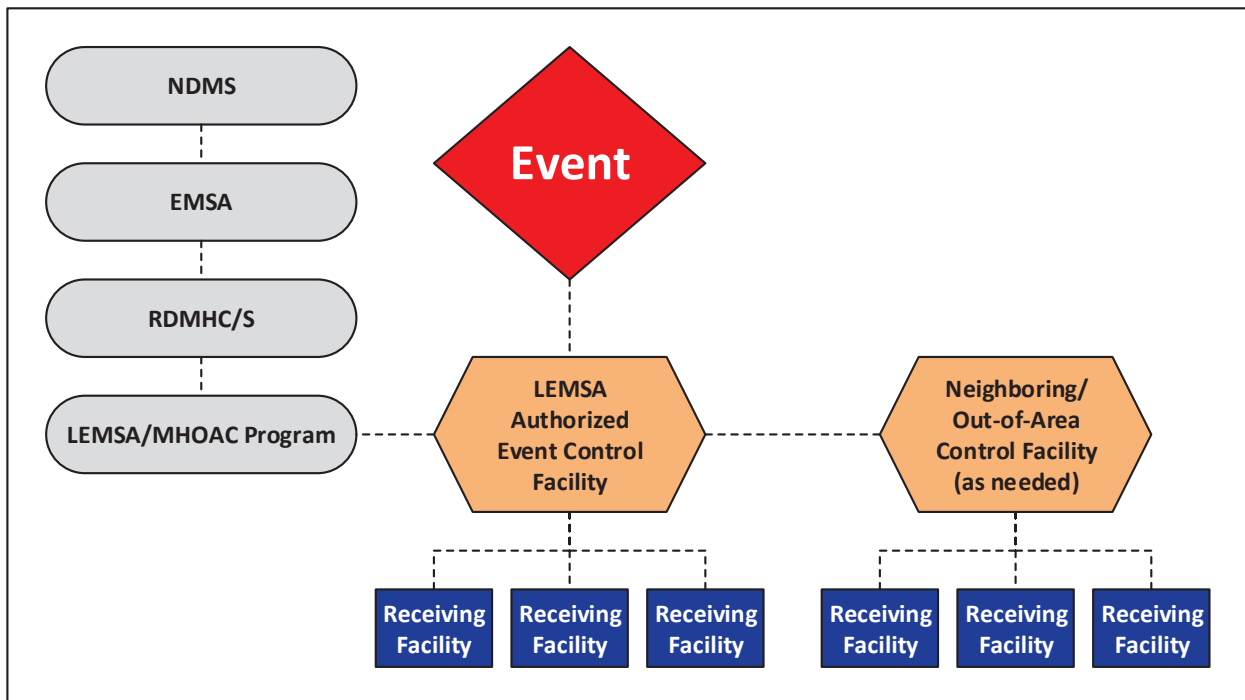 NDMS
EMSA
RDMHC/S
LEMSA/MHOAC Program
Event
LEMSA
Authorized
Event Control
Facility
Neighboring/
Out-of-Area
Control Facility
(as needed)
Receiving
Facility
Receiving
Facility
Receiving
Facility
Receiving
Facility
Receiving
Facility
Receiving
Facility